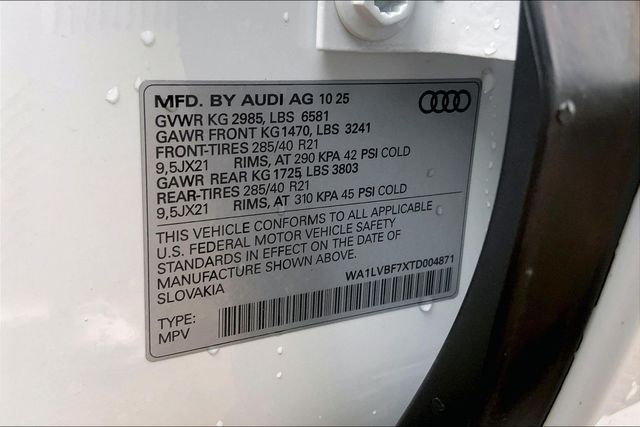 MFD. BY AUDI AG 10 25
GVWR KG 2985, LBS 6581
GAWR FRONT KG1470, LBS 3241
FRONT-TIRES 285/40 R21
9,5JX21 RIMS, AT 290 KPA 42 PSI COLD
GAWR REAR KG1725, LBS 3803
REAR-TIRES 285/40 R21
9,5JX21 RIMS, AT 310 KPA 45 PSI COLD
THIS VEHICLE CONFORMS TO ALL APPLICABLE
U.S. FEDERAL MOTOR VEHICLE SAFETY
STANDARDS IN EFFECT ON THE DATE OF
MANUFACTURE SHOWN ABOVE.
SLOVAKIA
WA1LVBF7XTD004871
TYPE:
MPV